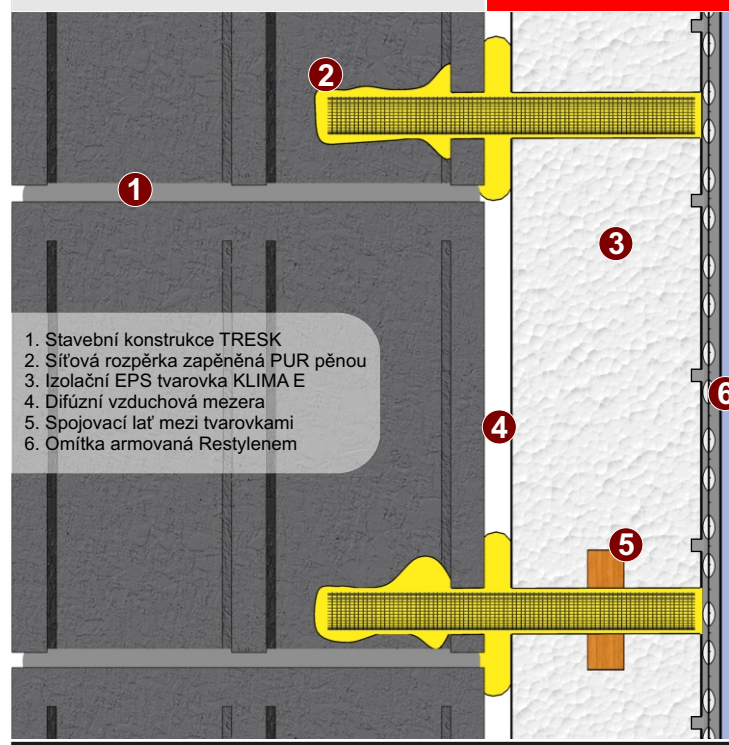 2
1
3
1. Stavební konstrukce TRESK
2. Síťová rozpěrka zapěněná PUR pěnou
3. Izolační EPS tvarovka KLIMA E
4. Difúzní vzduchová mezera
5. Spojovací lať mezi tvarovkami
6. Omítka armovaná Restylenem
6
4
5